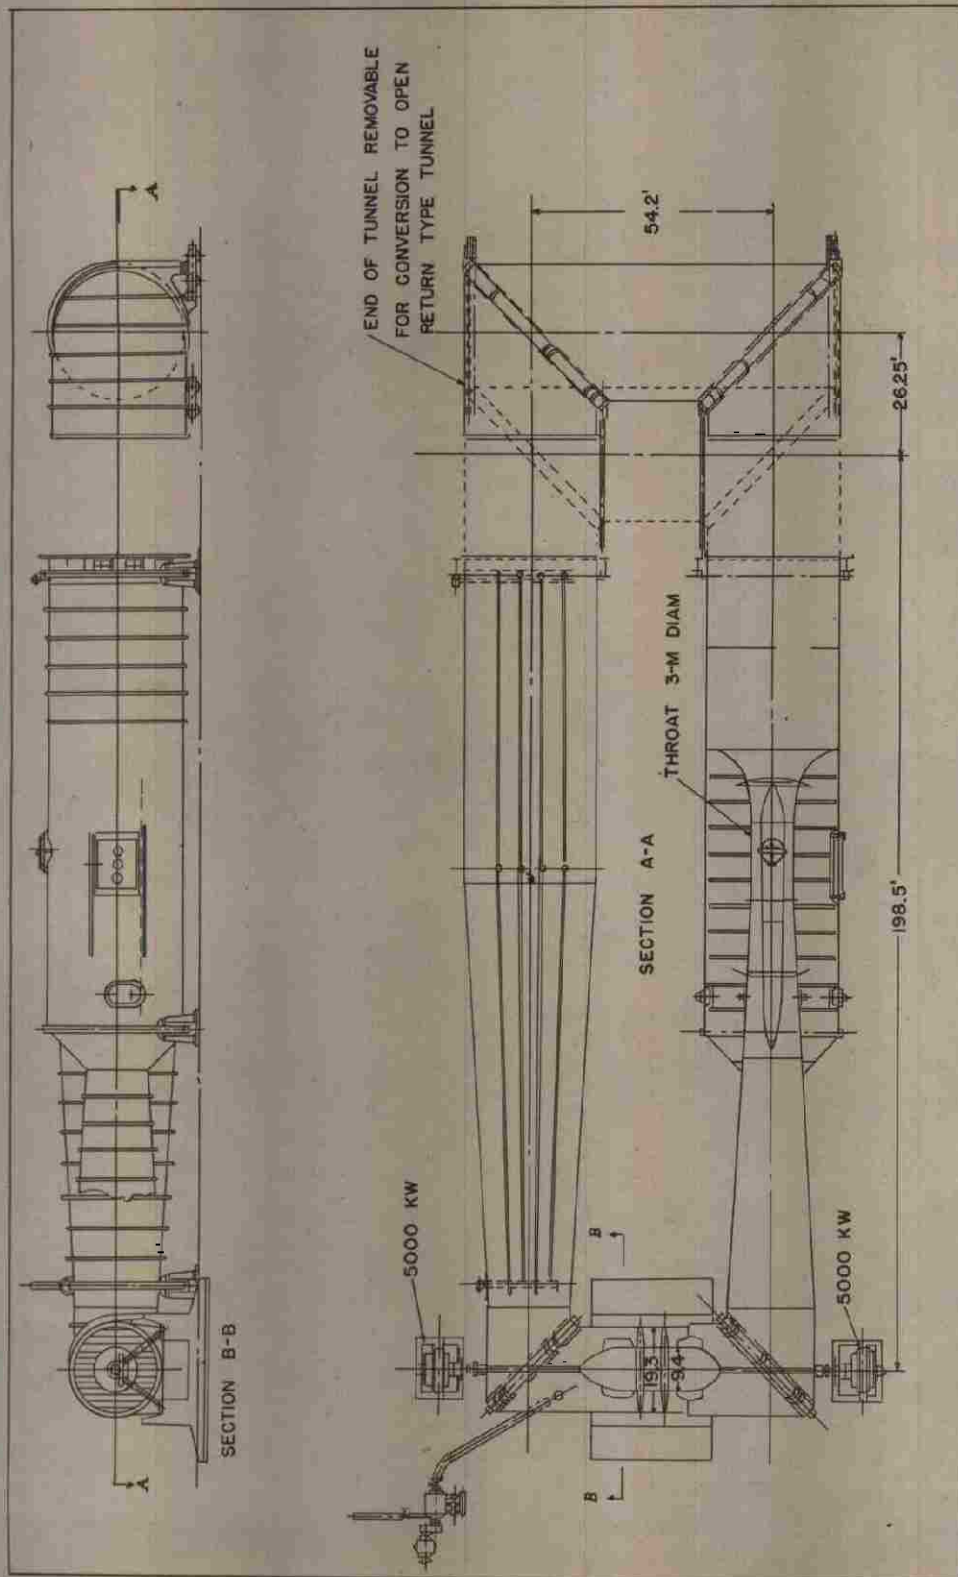 END OF TUNNEL REMOVABLE
FOR CONVERSION TO OPEN
RETURN TYPE TUNNEL
A
A
SECTION B-B
54.2'
26.25'
THROAT 3-M DIAM
SECTION A-A
198.5'
5000 KW
B
19.3
9.4
B
5000 KW